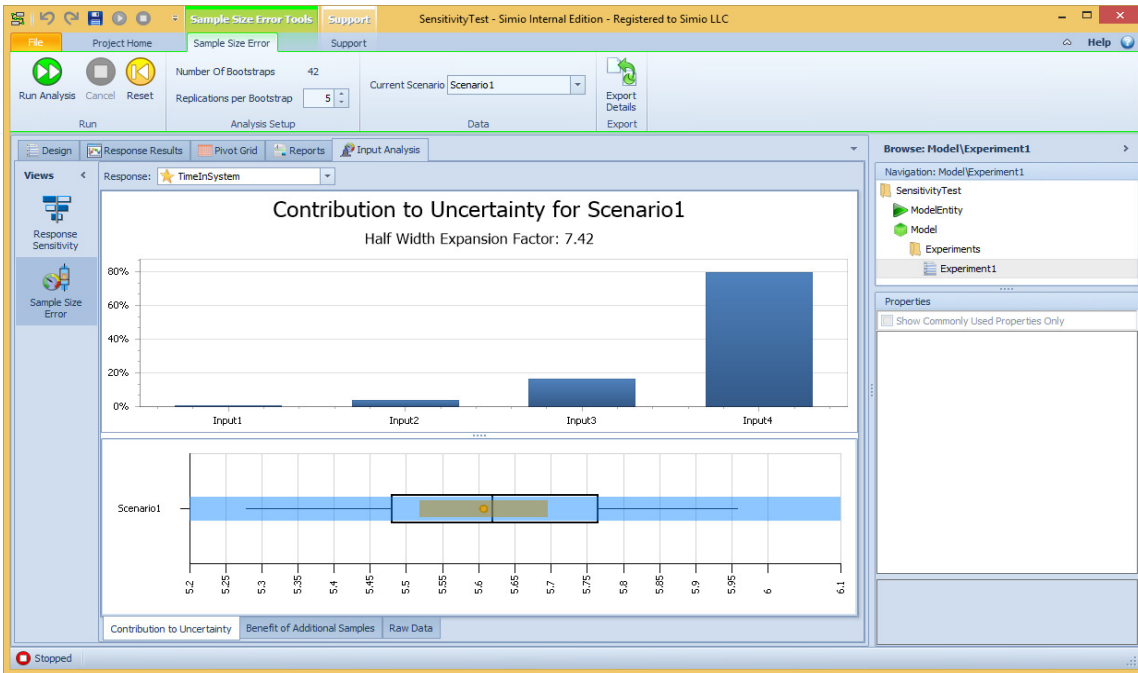 Sample Size Error Tools Support SensitivityTest - Simio Internal Edition - Registered to Simio LLC
File Project Home Sample Size Error Support Help
Run Analysis Cancel Reset
Number Of Bootstraps 42
Replications per Bootstrap 5
Current Scenario Scenario1
Export Details
Run Analysis Setup Data Export
Design Response Results Pivot Grid Reports Input Analysis
Views
Response Sensitivity
Sample Size Error
Response: TimeInSystem
Contribution to Uncertainty for Scenario1
Half Width Expansion Factor: 7.42
80%
60%
40%
20%
0%
Input1 Input2 Input3 Input4
Scenario1
5.2 5.25 5.3 5.35 5.4 5.45 5.5 5.55 5.6 5.65 5.7 5.75 5.8 5.85 5.9 5.95 6 6.1
Contribution to Uncertainty Benefit of Additional Samples Raw Data
Browse: Model\Experiment1
Navigation: Model\Experiment1
SensitivityTest
ModelEntity
Model
Experiments
Experiment1
Properties
Show Commonly Used Properties Only
Stopped